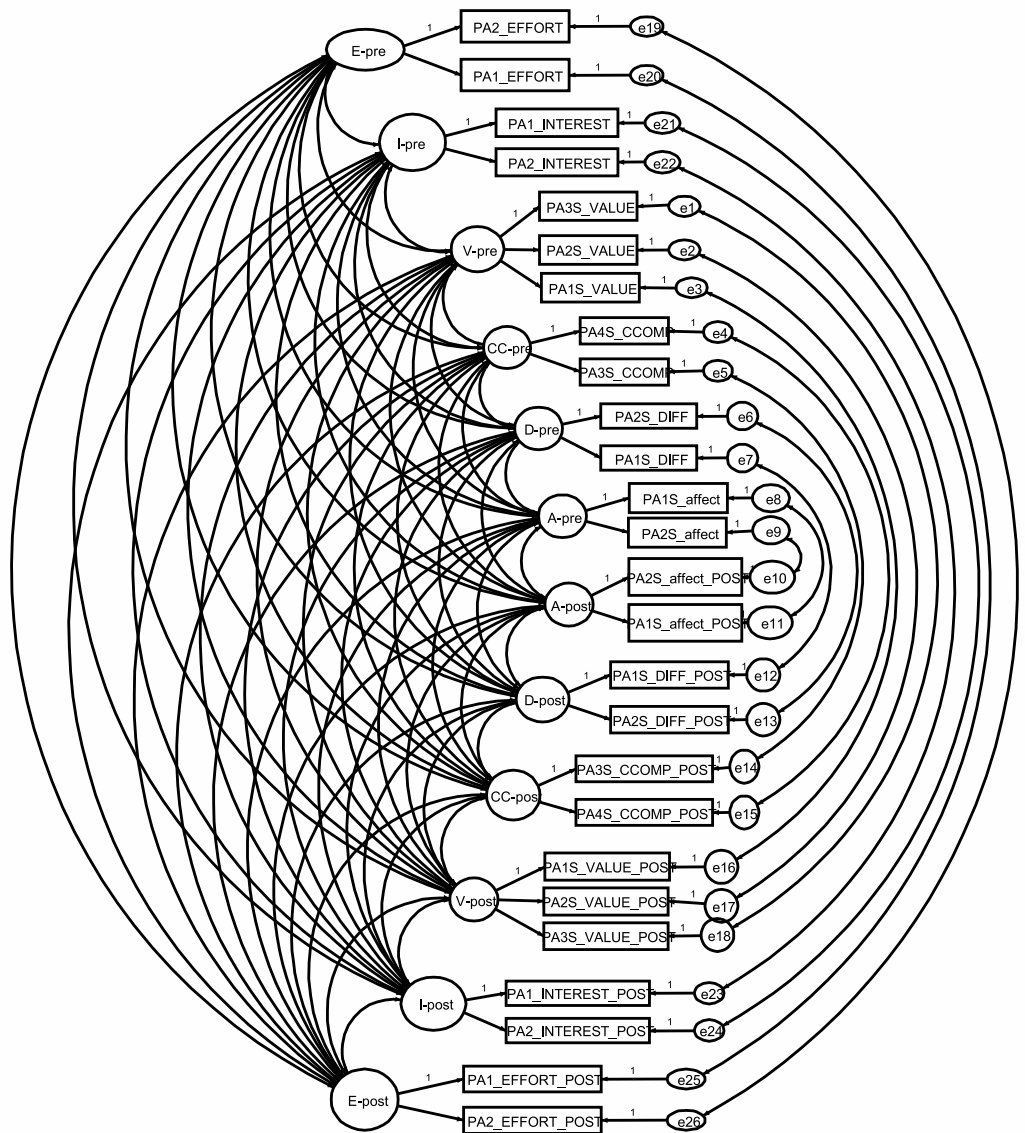 E-pre
1
PA2_EFFORT
1
e19
PA1_EFFORT
1
e20
I-pre
1
PA1_INTEREST
1
e21
PA2_INTEREST
1
e22
V-pre
1
PA3S_VALUE
1
e1
PA2S_VALUE
1
e2
PA1S_VALUE
1
e3
CC-pre
1
PA4S_CCOMP
1
e4
PA3S_CCOMP
1
e5
D-pre
1
PA2S_DIFF
1
e6
PA1S_DIFF
1
e7
A-pre
1
PA1S_affect
1
e8
PA2S_affect
1
e9
A-post
1
PA2S_affect_POST
1
e10
PA1S_affect_POST
1
e11
D-post
1
PA1S_DIFF_POST
1
e12
PA2S_DIFF_POST
1
e13
CC-post
1
PA3S_CCOMP_POST
1
e14
PA4S_CCOMP_POST
1
e15
V-post
1
PA1S_VALUE_POST
1
e16
PA2S_VALUE_POST
1
e17
PA3S_VALUE_POST
1
e18
I-post
1
PA1_INTEREST_POST
1
e23
PA2_INTEREST_POST
1
e24
E-post
1
PA1_EFFORT_POST
1
e25
PA2_EFFORT_POST
1
e26